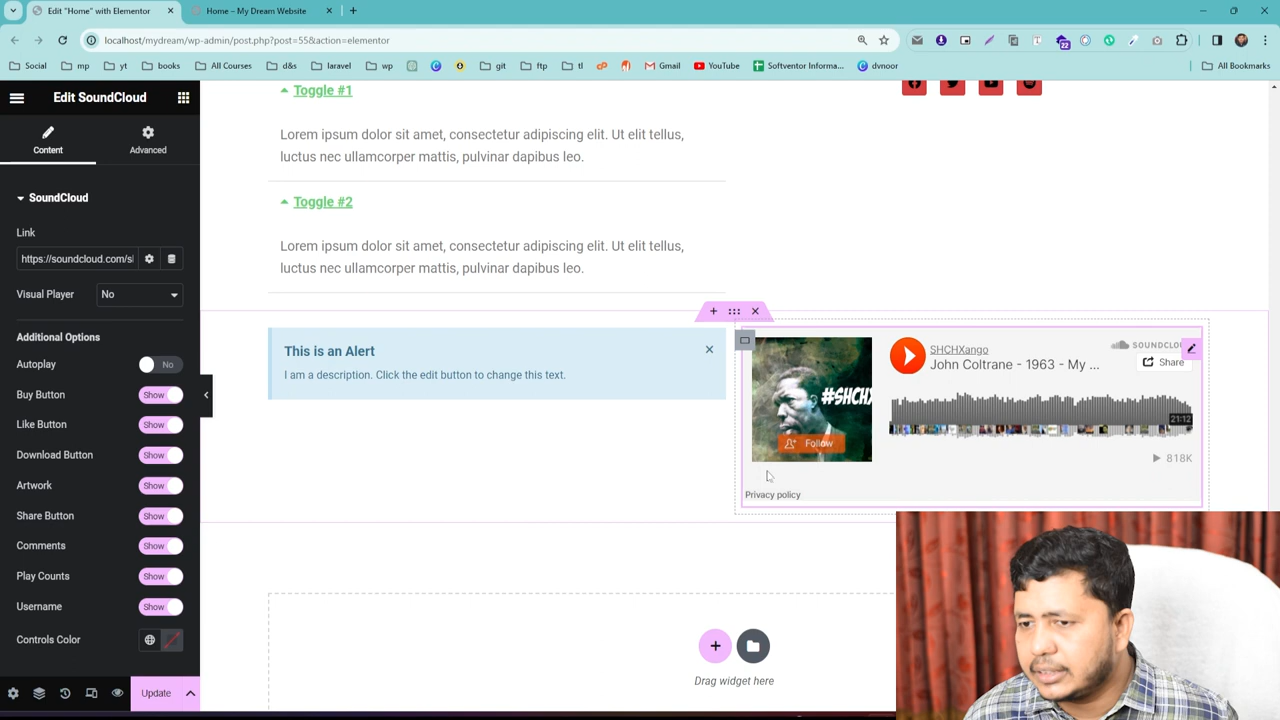 Edit "Home" with Elementor
Home – My Dream Website
localhost/mydream/wp-admin/post.php?post=55&action=elementor
22
Social
mp
yt
books
All Courses
d&s
laravel
wp
git
ftp
tl
Gmail
YouTube
Softventor Informa...
dvnoor
All Bookmarks
Edit SoundCloud
Content
Advanced
SoundCloud
Link
https://soundcloud.com/sl
Visual Player
No
Additional Options
Autoplay
No
Buy Button
Show
Like Button
Show
Download Button
Show
Artwork
Show
Share Button
Show
Comments
Show
Play Counts
Show
Username
Show
Controls Color
Update
Toggle #1
Lorem ipsum dolor sit amet, consectetur adipiscing elit. Ut elit tellus,
luctus nec ullamcorper mattis, pulvinar dapibus leo.
Toggle #2
Lorem ipsum dolor sit amet, consectetur adipiscing elit. Ut elit tellus,
luctus nec ullamcorper mattis, pulvinar dapibus leo.
This is an Alert
I am a description. Click the edit button to change this text.
#SHCHX
Follow
SHCHXango
John Coltrane - 1963 - My ...
SOUNDCLOU
Share
21:12
818K
Privacy policy
Drag widget here